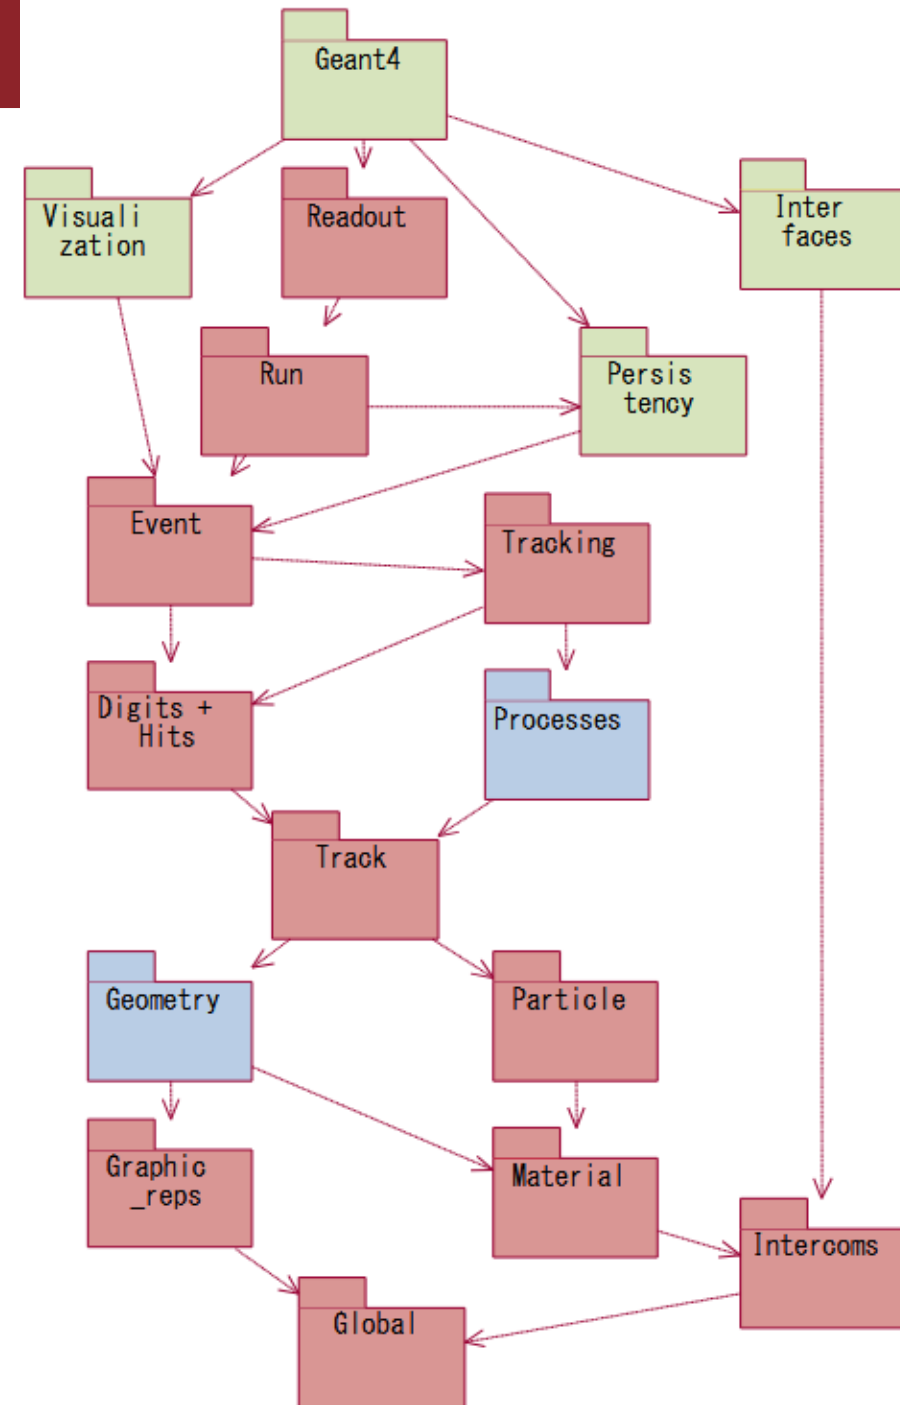 Geant4
Visuali
zation
Readout
Inter
faces
Run
Persis
tency
Event
Tracking
Digits +
Hits
Processes
Track
Geometry
Particle
Graphic
_reps
Material
Intercoms
Global